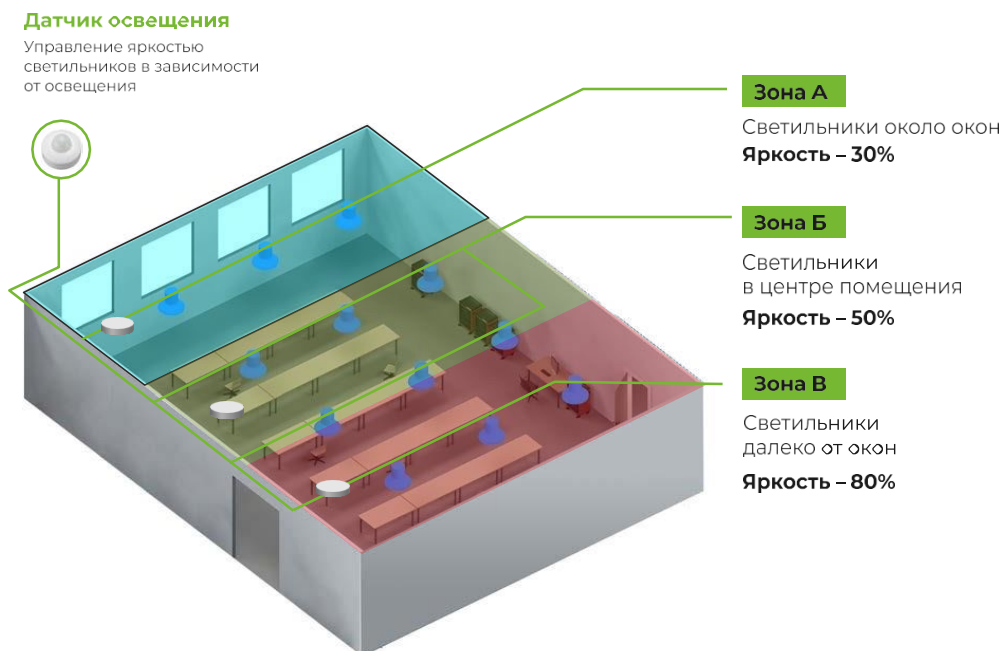 Датчик освещения
Управление яркостью
светильников в зависимости
от освещения
Зона А
Светильники около окон
Яркость – 30%
Зона Б
Светильники
в центре помещения
Яркость – 50%
Зона В
Светильники
далеко от окон
Яркость – 80%